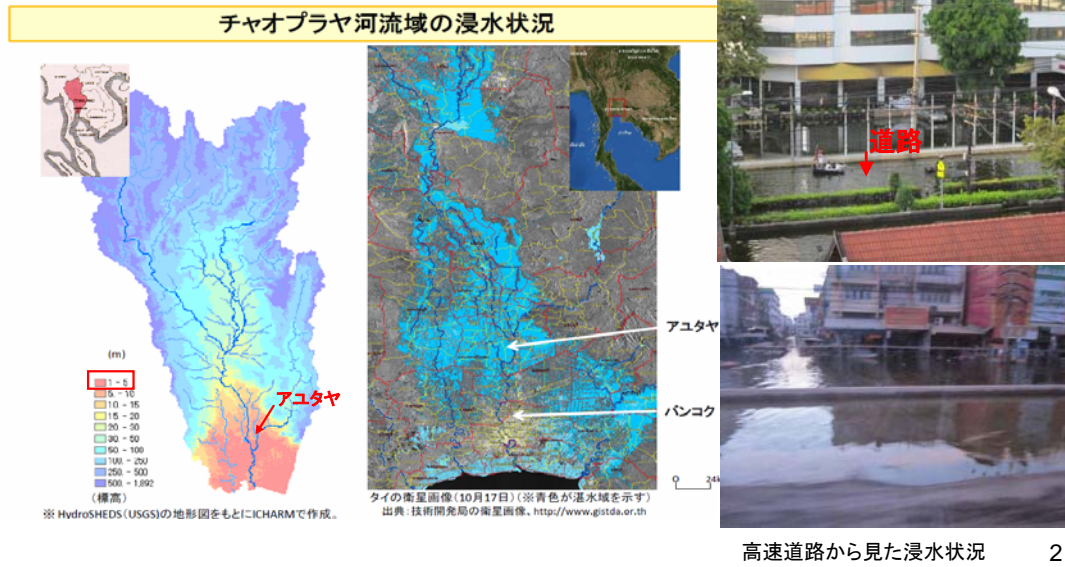 チャオプラヤ河流域の浸水状況
道路
(m)
1 - 5
5. - 10
10 - 15
15 - 20
20 - 30
30 - 50
50. - 100
100. - 250
250. - 500
500. - 1,892
(標高)
アユタヤ
※ HydroSHEDS(USGS)の地形図をもとにICHARMで作成。
アユタヤ
バンコク
0 24k
タイの衛星画像(10月17日)(※青色が湛水域を示す)
出典:技術開発局の衛星画像、http://www.gistda.or.th
高速道路から見た浸水状況
2